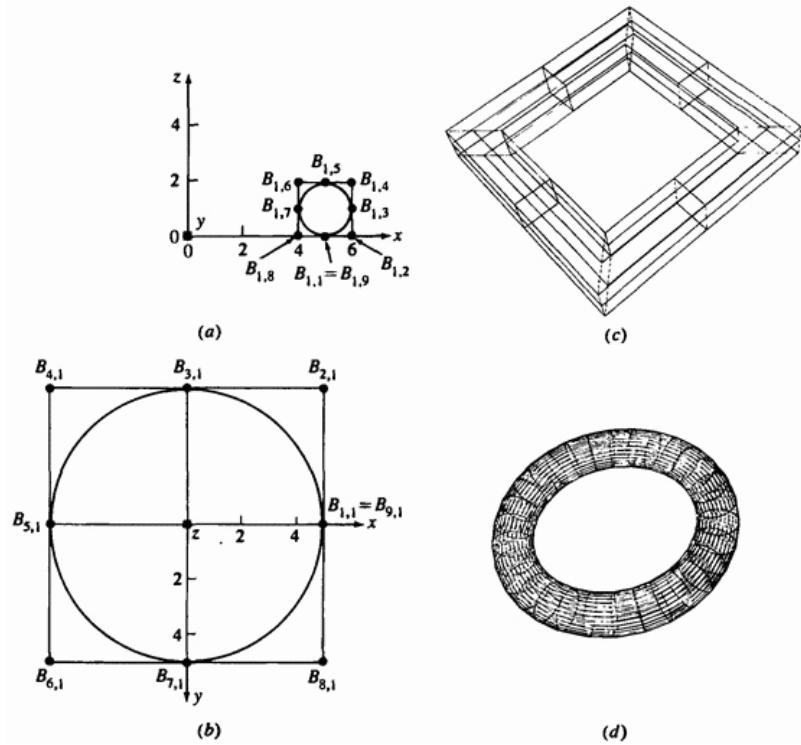 z
4
2
0
y
B1,5
B1,6
B1,4
B1,7
B1,3
0 2 4 6 x
B1,8
B1,1 = B1,9
B1,2
(a)
(c)
B4,1
B3,1
B2,1
B5,1
B1,1 = B9,1
z 2 4 x
2
4
B6,1
B7,1
B8,1
y
(b)
(d)